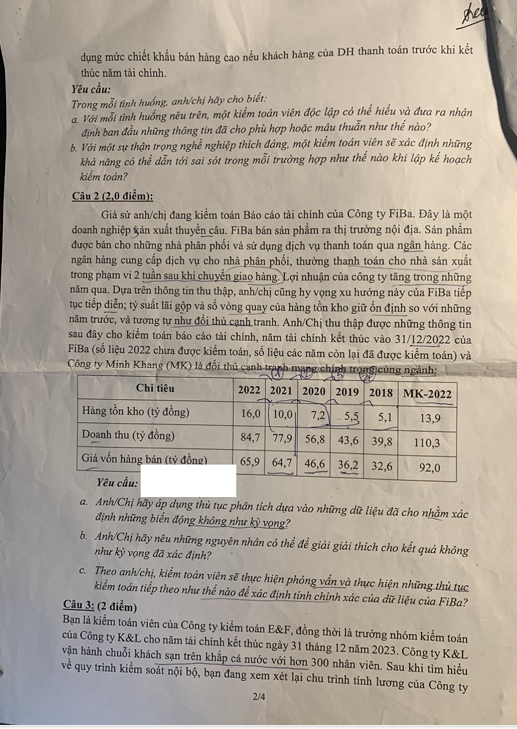 dụng mức chiết khấu bán hàng cao nếu khách hàng của DH thanh toán trước khi kết
thúc năm tài chính.
Yêu cầu:
Trong mỗi tình huống, anh/chị hãy cho biết:
a. Với mỗi tình huống nêu trên, một kiểm toán viên độc lập có thể hiểu và đưa ra nhận
định ban đầu những thông tin đã cho phù hợp hoặc mâu thuẫn như thế nào?
b. Với một sự thận trọng nghề nghiệp thích đáng, một kiểm toán viên sẽ xác định những
khả năng có thể dẫn tới sai sót trong mỗi trường hợp như thế nào khi lập kế hoạch
kiểm toán?
Câu 2 (2,0 điểm):
Giả sử anh/chị đang kiểm toán Báo cáo tài chính của Công ty FiBa. Đây là một
doanh nghiệp sản xuất thuyền câu. FiBa bán sản phẩm ra thị trường nội địa. Sản phẩm
được bán cho những nhà phân phối và sử dụng dịch vụ thanh toán qua ngân hàng. Các
ngân hàng cung cấp dịch vụ cho nhà phân phối, thường thanh toán cho nhà sản xuất
trong phạm vi 2 tuần sau khi chuyển giao hàng. Lợi nhuận của công ty tăng trong những
năm qua. Dựa trên thông tin thu thập, anh/chị cũng hy vọng xu hướng này của FiBa tiếp
tục tiếp diễn; tỷ suất lãi gộp và số vòng quay của hàng tồn kho giữ ổn định so với những
năm trước, và tương tự như đối thủ cạnh tranh. Anh/Chị thu thập được những thông tin
sau đây cho kiểm toán báo cáo tài chính, năm tài chính kết thúc vào 31/12/2022 của
FiBa (số liệu 2022 chưa được kiểm toán, số liệu các năm còn lại đã được kiểm toán) và
Công ty Minh Khang (MK) là đối thủ cạnh tranh mang chính trong cùng ngành:
Chỉ tiêu 2022 2021 2020 2019 2018 MK-2022
Hàng tồn kho (tỷ đồng) 16,0 10,0 7,2 5,5 5,1 13,9
Doanh thu (tỷ đồng) 84,7 77,9 56,8 43,6 39,8 110,3
Giá vốn hàng bán (tỷ đồng) 65,9 64,7 46,6 36,2 32,6 92,0
Yêu cầu:
a. Anh/Chị hãy áp dụng thủ tục phân tích dựa vào những dữ liệu đã cho nhằm xác
định những biến động không như kỳ vọng?
b. Anh/Chị hãy nêu những nguyên nhân có thể để giải giải thích cho kết quả không
như kỳ vọng đã xác định?
c. Theo anh/chị, kiểm toán viên sẽ thực hiện phỏng vấn và thực hiện những thủ tục
kiểm toán tiếp theo như thế nào để xác định tính chính xác của dữ liệu của FiBa?
Câu 3: (2 điểm)
Bạn là kiểm toán viên của Công ty kiểm toán E&F, đồng thời là trưởng nhóm kiểm toán
của Công ty K&L cho năm tài chính kết thúc ngày 31 tháng 12 năm 2023. Công ty K&L
vận hành chuỗi khách sạn trên khắp cả nước với hơn 300 nhân viên. Sau khi tìm hiểu
về quy trình kiểm soát nội bộ, bạn đang xem xét lại chu trình tính lương của Công ty
2/4